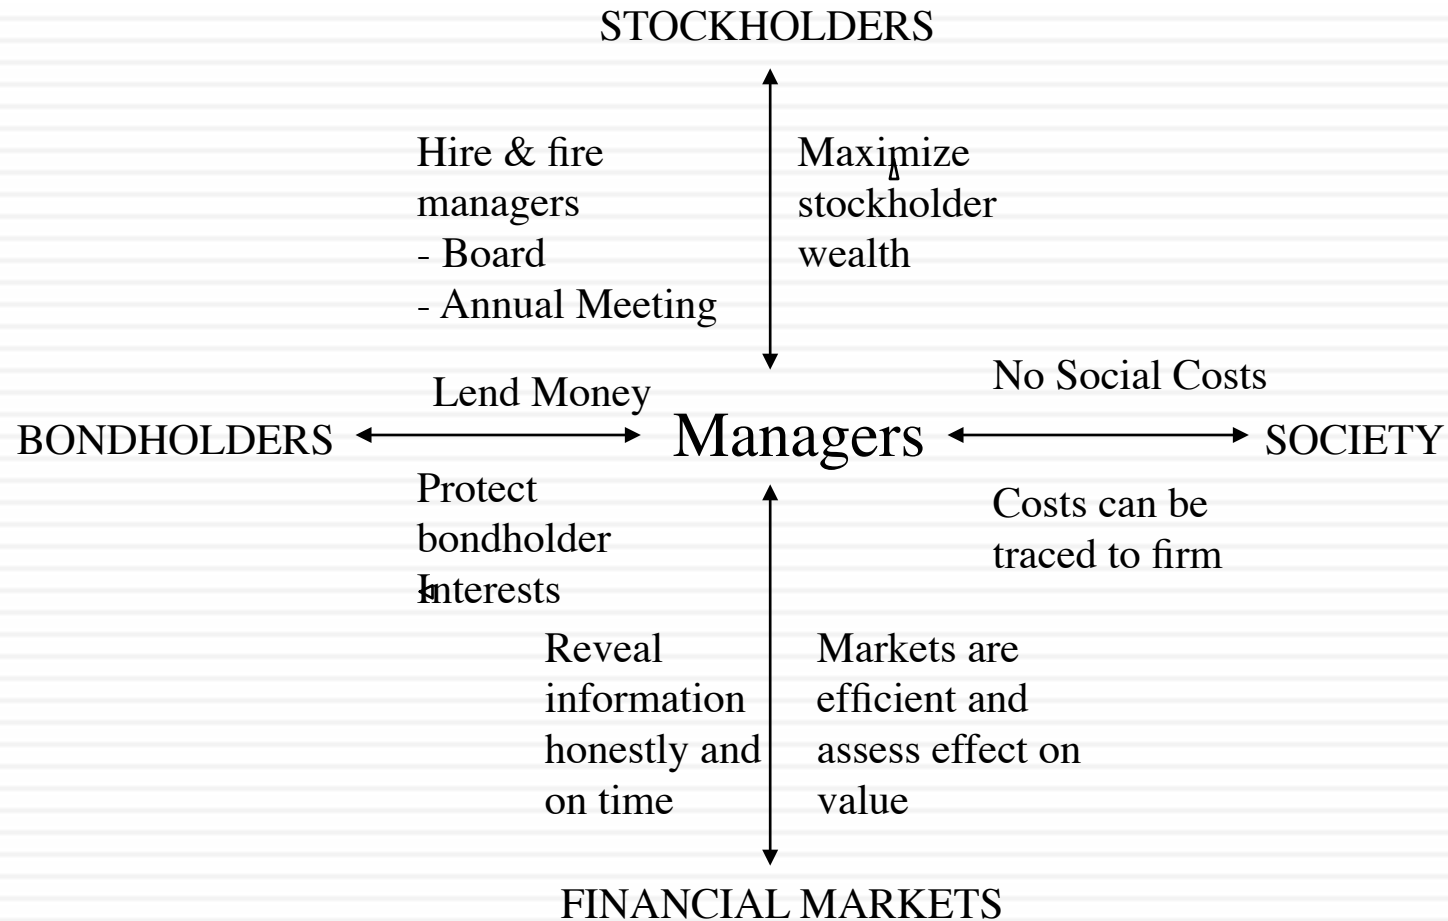 STOCKHOLDERS
Hire & fire
managers
- Board
- Annual Meeting
Maximize
stockholder
wealth
No Social Costs
Lend Money
BONDHOLDERS
Managers
SOCIETY
Protect
bondholder
Interests
Costs can be
traced to firm
Reveal
information
honestly and
on time
Markets are
efficient and
assess effect on
value
FINANCIAL MARKETS